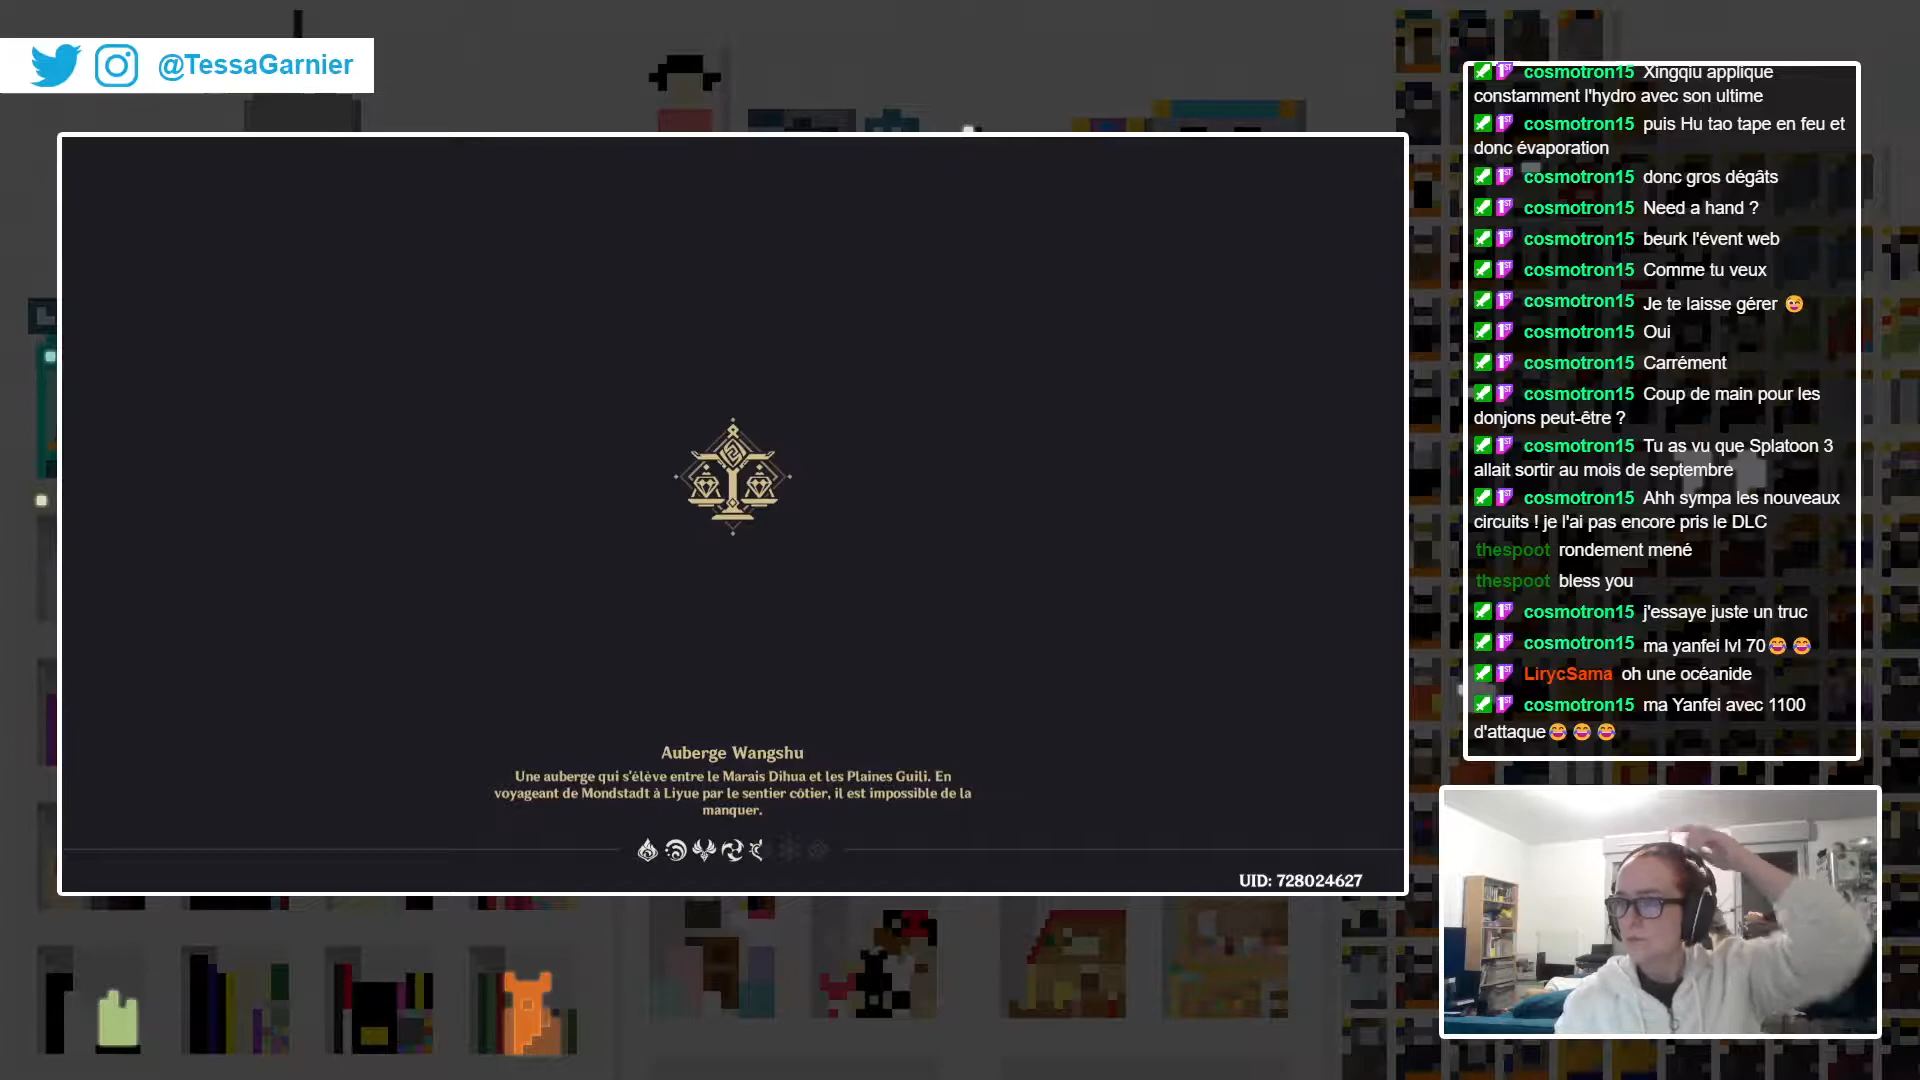 @TessaGarnier
cosmotron15 Xingqiu applique
constamment l'hydro avec son ultime
cosmotron15 puis Hu tao tape en feu et
donc évaporation
cosmotron15 donc gros dégâts
cosmotron15 Need a hand ?
cosmotron15 beurk l'évent web
cosmotron15 Comme tu veux
cosmotron15 Je te laisse gérer
cosmotron15 Oui
cosmotron15 Carrément
cosmotron15 Coup de main pour les
donjons peut-être ?
cosmotron15 Tu as vu que Splatoon 3
allait sortir au mois de septembre
cosmotron15 Ahh sympa les nouveaux
circuits ! je l'ai pas encore pris le DLC
thespoot rondement mené
thespoot bless you
cosmotron15 j'essaye juste un truc
cosmotron15 ma yanfei lvl 70😂 😂
LirycSama oh une océanide
cosmotron15 ma Yanfei avec 1100
d'attaque😂 😂 😂
Auberge Wangshu
Une auberge qui s'élève entre le Marais Dihua et les Plaines Guili. En
voyageant de Mondstadt à Liyue par le sentier côtier, il est impossible de la
manquer.
UID: 728024627